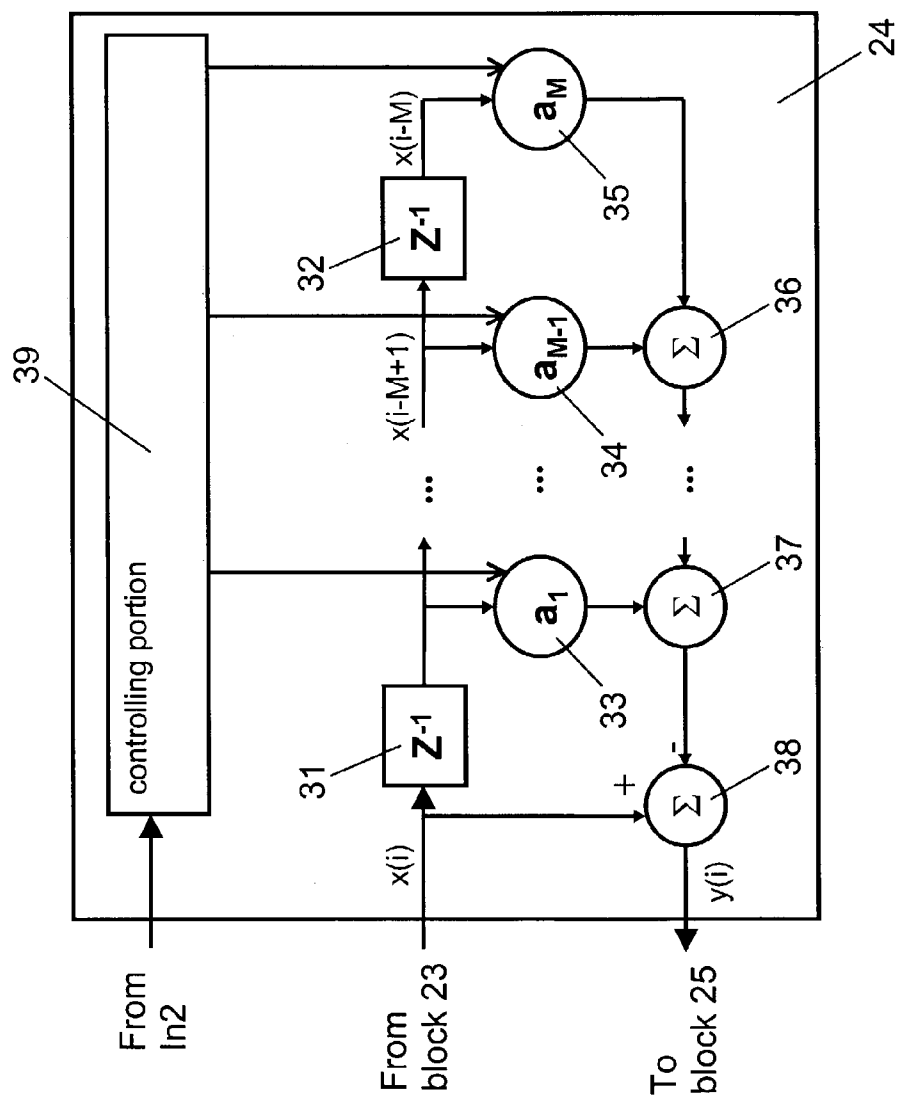 39
controlling portion
From
In2
32
x(i-M+1)
x(i-M)
31
Z-1
Z-1
x(i)
From
block 23
a1
...
...
aM-1
aM
33
34
35
+
-
Σ
Σ
...
Σ
y(i)
To
block 25
38
37
36
24